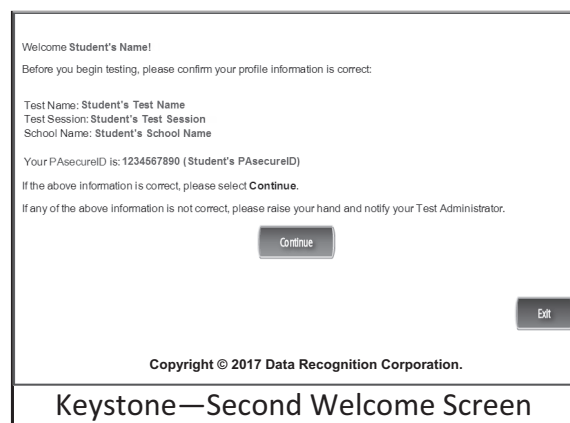 Welcome Student's Name!
Before you begin testing, please confirm your profile information is correct:
Test Name: Student's Test Name
Test Session: Student's Test Session
School Name: Student's School Name
Your PAsecureID is: 1234567890 (Student's PAsecureID)
If the above information is correct, please select Continue.
If any of the above information is not correct, please raise your hand and notify your Test Administrator.
Continue
Exit
Copyright © 2017 Data Recognition Corporation.
Keystone—Second Welcome Screen